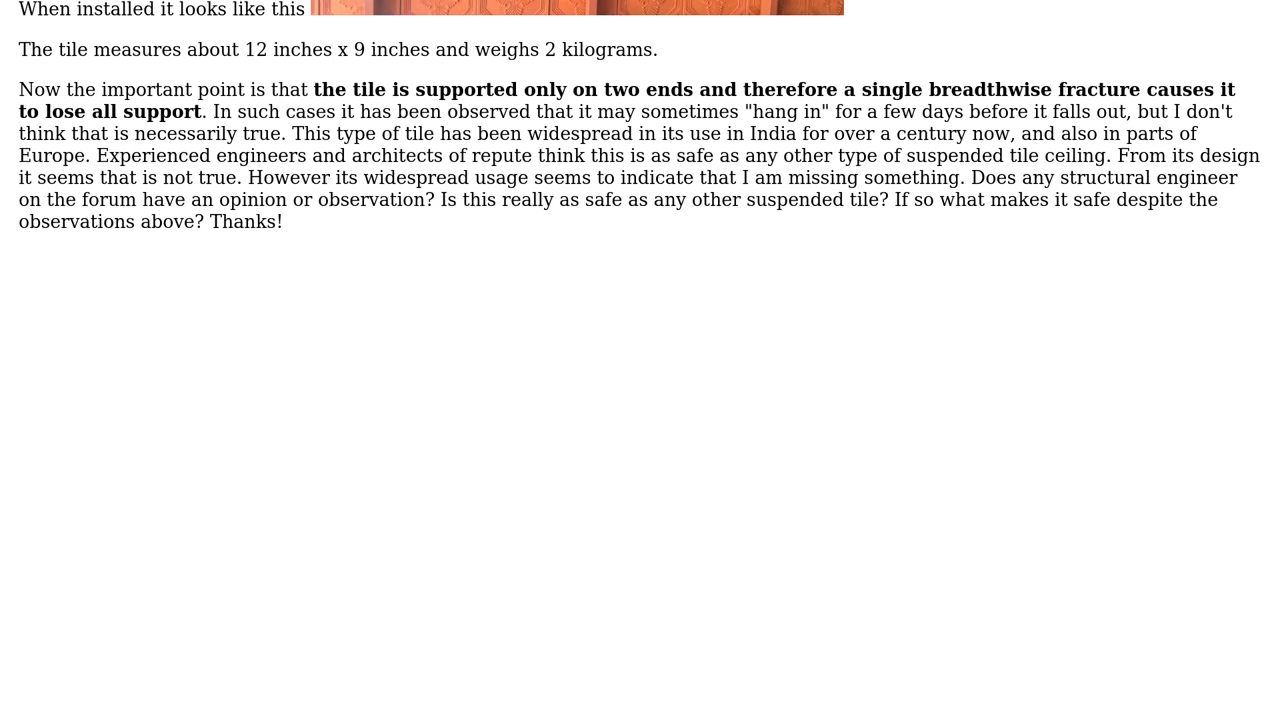 When installed it looks like this
The tile measures about 12 inches x 9 inches and weighs 2 kilograms.
Now the important point is that the tile is supported only on two ends and therefore a single breadthwise fracture causes it
to lose all support. In such cases it has been observed that it may sometimes "hang in" for a few days before it falls out, but I don't
think that is necessarily true. This type of tile has been widespread in its use in India for over a century now, and also in parts of
Europe. Experienced engineers and architects of repute think this is as safe as any other type of suspended tile ceiling. From its design
it seems that is not true. However its widespread usage seems to indicate that I am missing something. Does any structural engineer
on the forum have an opinion or observation? Is this really as safe as any other suspended tile? If so what makes it safe despite the
observations above? Thanks!